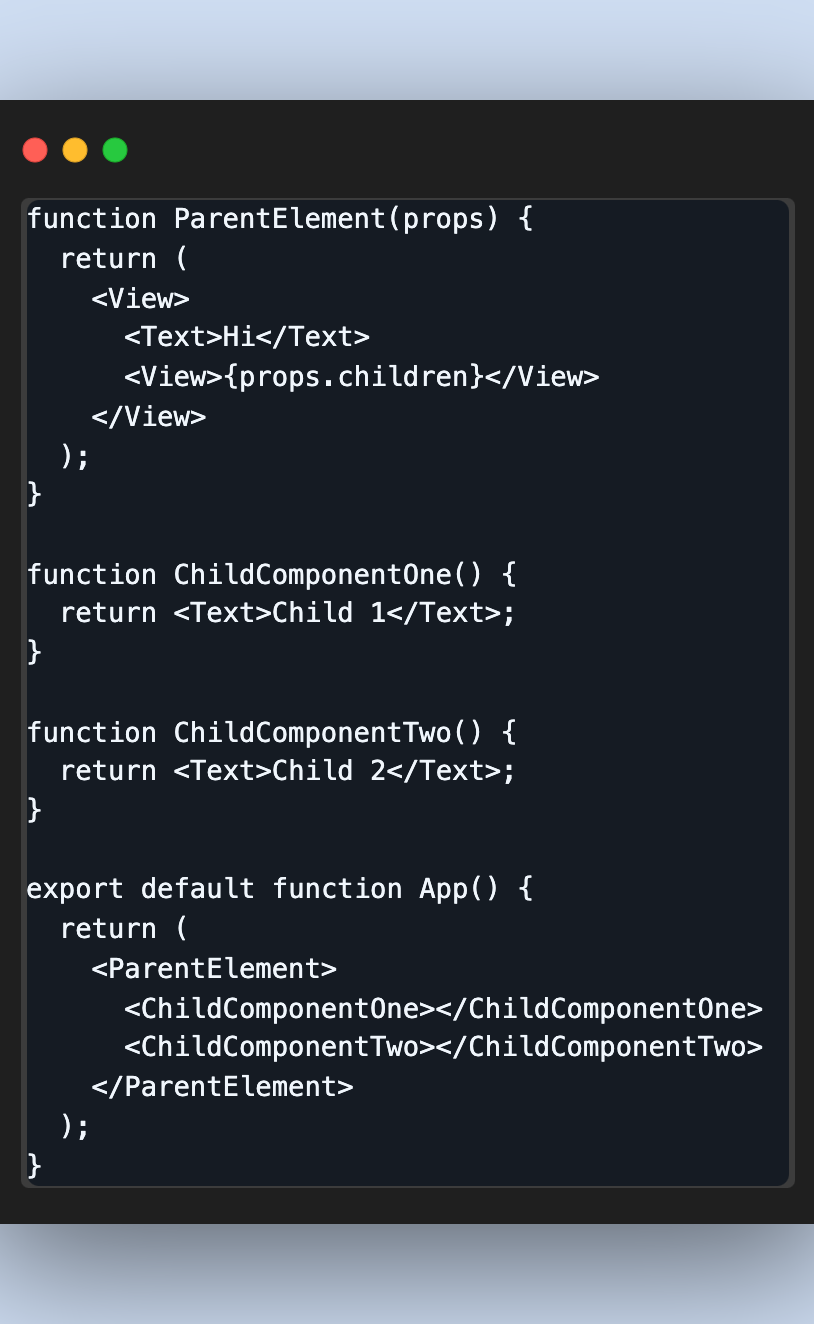 function ParentElement(props) {
  return (
    <View>
      <Text>Hi</Text>
      <View>{props.children}</View>
    </View>
  );
}

function ChildComponentOne() {
  return <Text>Child 1</Text>;
}

function ChildComponentTwo() {
  return <Text>Child 2</Text>;
}

export default function App() {
  return (
    <ParentElement>
      <ChildComponentOne></ChildComponentOne>
      <ChildComponentTwo></ChildComponentTwo>
    </ParentElement>
  );
}